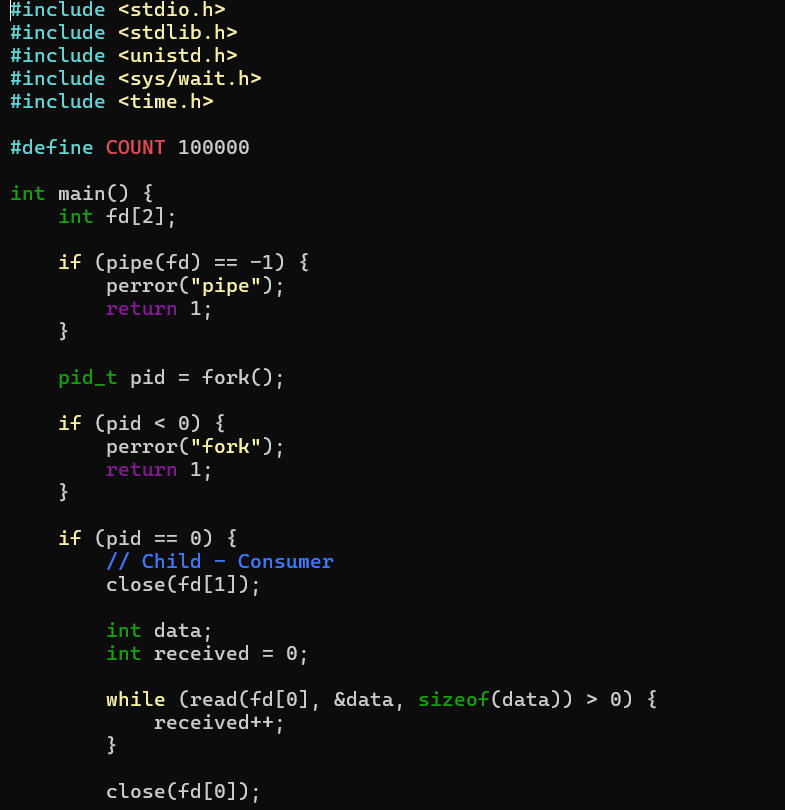 #include <stdio.h>
#include <stdlib.h>
#include <unistd.h>
#include <sys/wait.h>
#include <time.h>

#define COUNT 100000

int main() {
    int fd[2];

    if (pipe(fd) == -1) {
        perror("pipe");
        return 1;
    }

    pid_t pid = fork();

    if (pid < 0) {
        perror("fork");
        return 1;
    }

    if (pid == 0) {
        // Child - Consumer
        close(fd[1]);

        int data;
        int received = 0;

        while (read(fd[0], &data, sizeof(data)) > 0) {
            received++;
        }

        close(fd[0]);